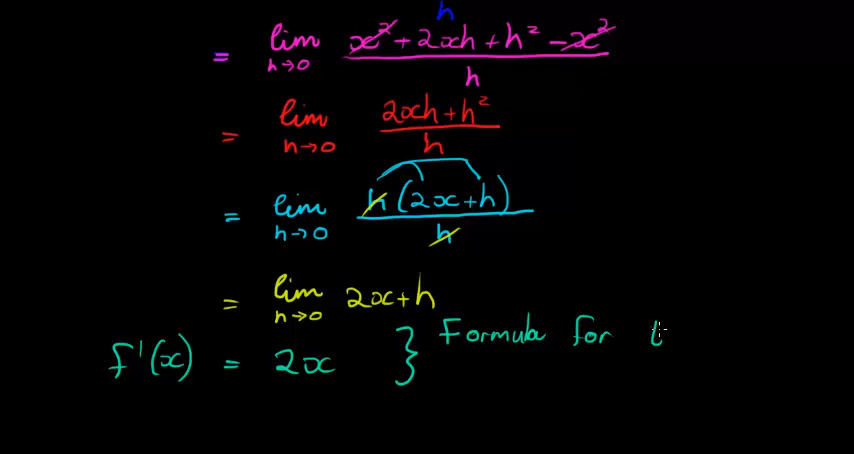 h
= lim h→0 x² + 2xh + h² - x² / h
= lim h→0 2xh + h² / h
= lim h→0 h(2x+h) / h
= lim h→0 2x+h
f'(x) = 2x } Formula for